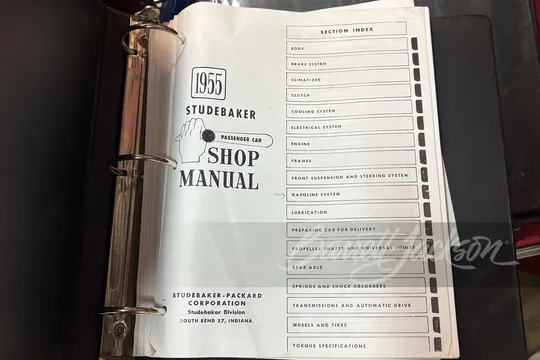 1955
STUDEBAKER
PASSENGER CAR
SHOP
MANUAL
STUDEBAKER-PACKARD
CORPORATION
Studebaker Division
SOUTH BEND 27, INDIANA
SECTION INDEX
BODY
BRAKE SYSTEM
CLIMATIZER
CLUTCH
COOLING SYSTEM
ELECTRICAL SYSTEM
ENGINE
FRAMES
FRONT SUSPENSION AND STEERING SYSTEM
GASOLINE SYSTEM
LUBRICATION
PREPARING CAR FOR DELIVERY
PROPELLER SHAFTS AND UNIVERSAL JOINTS
REAR AXLE
SPRINGS AND SHOCK ABSORBERS
TRANSMISSIONS AND AUTOMATIC DRIVE
WHEELS AND TIRES
TORQUE SPECIFICATIONS
Barrett-Jackson